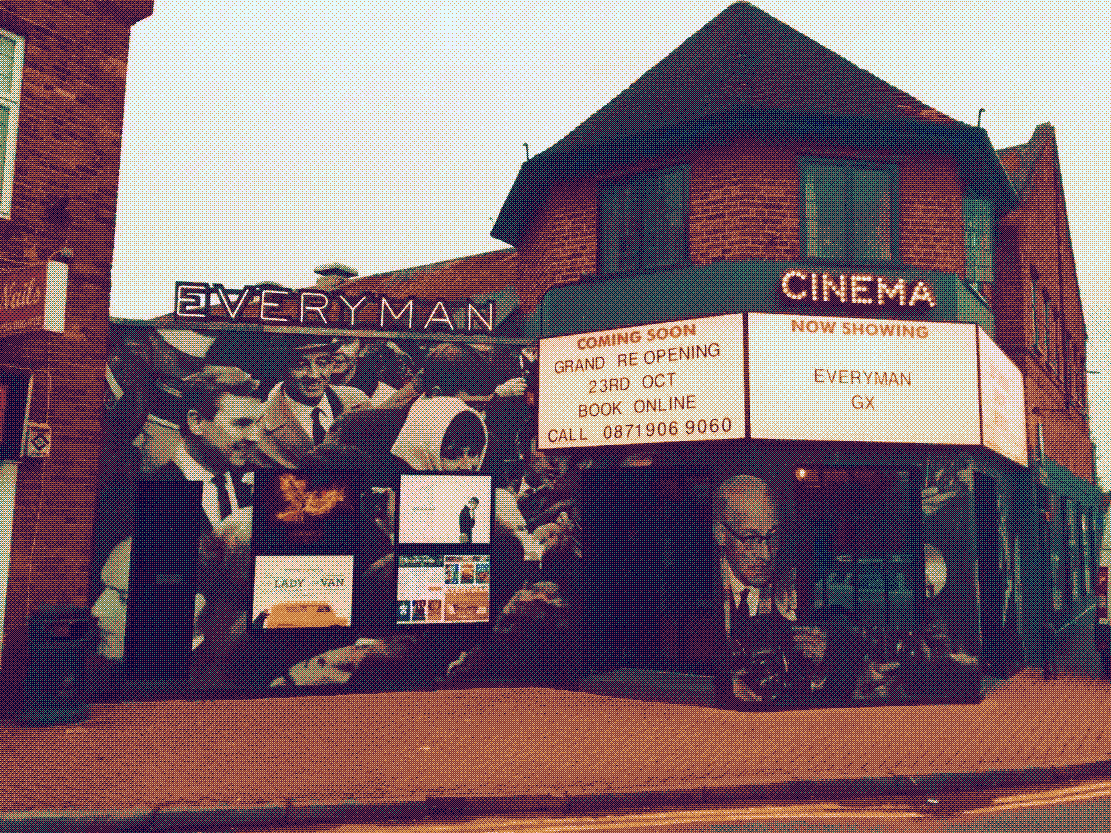 Nails
EVERYMAN
CINEMA
COMING SOON
GRAND RE OPENING
23RD OCT
BOOK ONLINE
CALL 0871906 9060
NOW SHOWING
EVERYMAN
GX
LADY
VAN